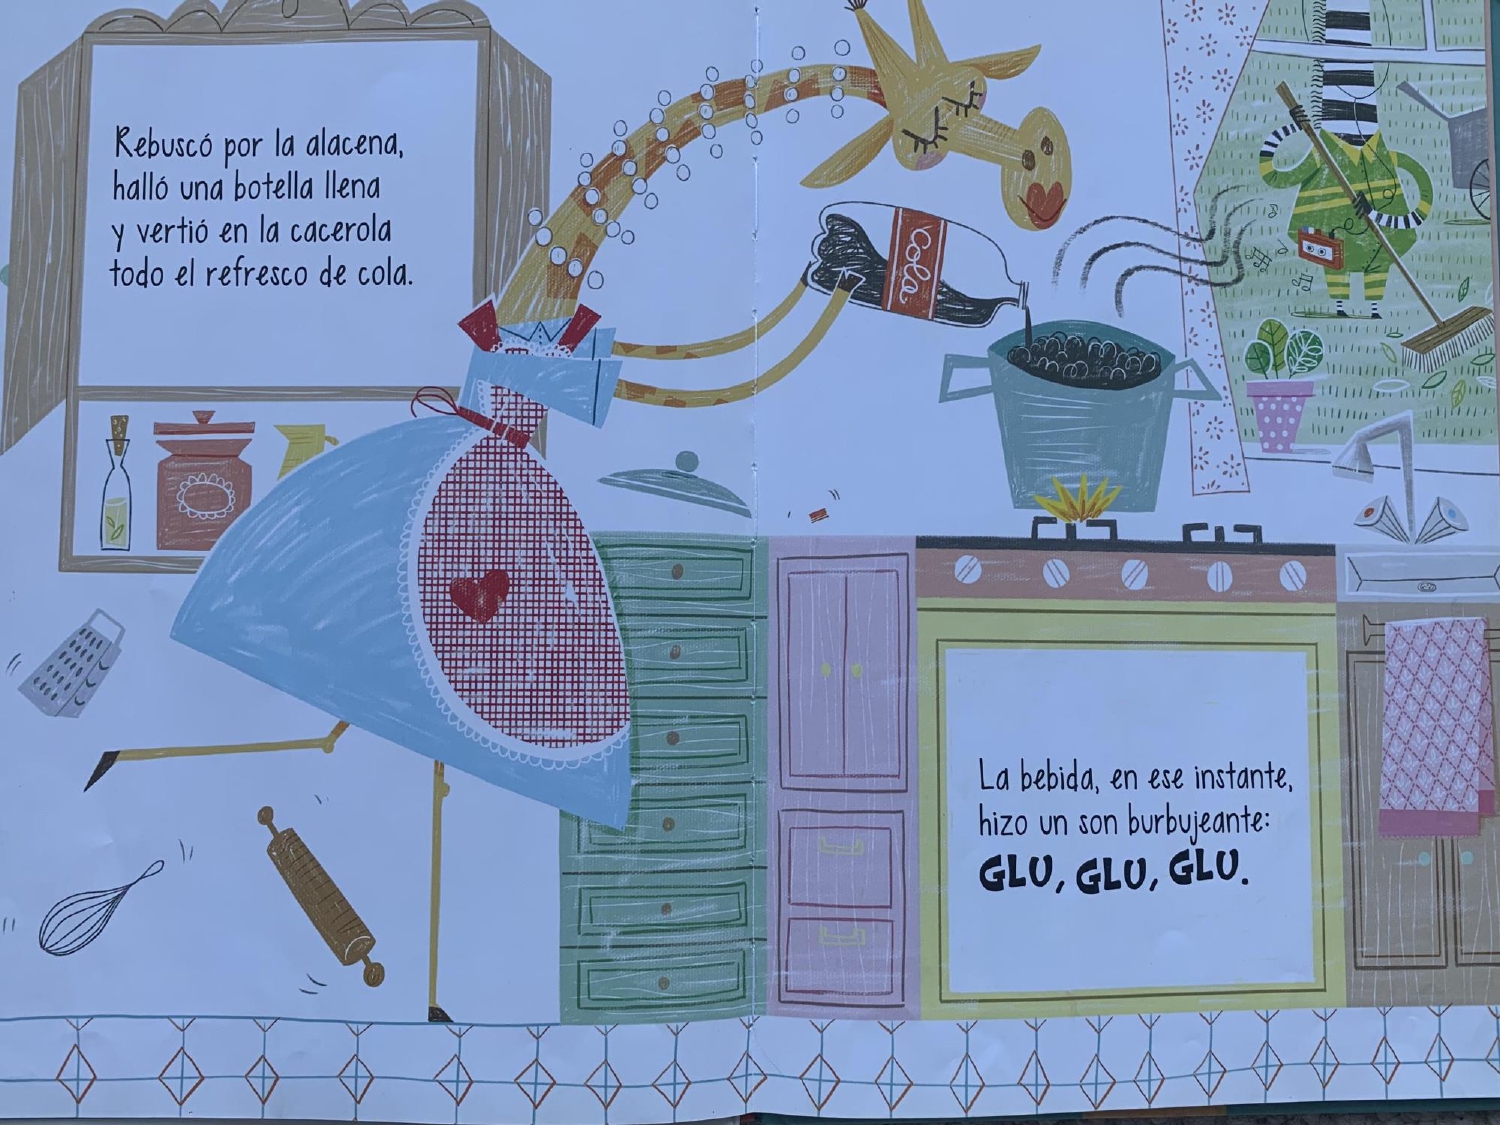 Rebuscó por la alacena,
halló una botella llena
y vertió en la cacerola
todo el refresco de cola.
Cola
La bebida, en ese instante,
hizo un son burbujeante:
GLU, GLU, GLU.